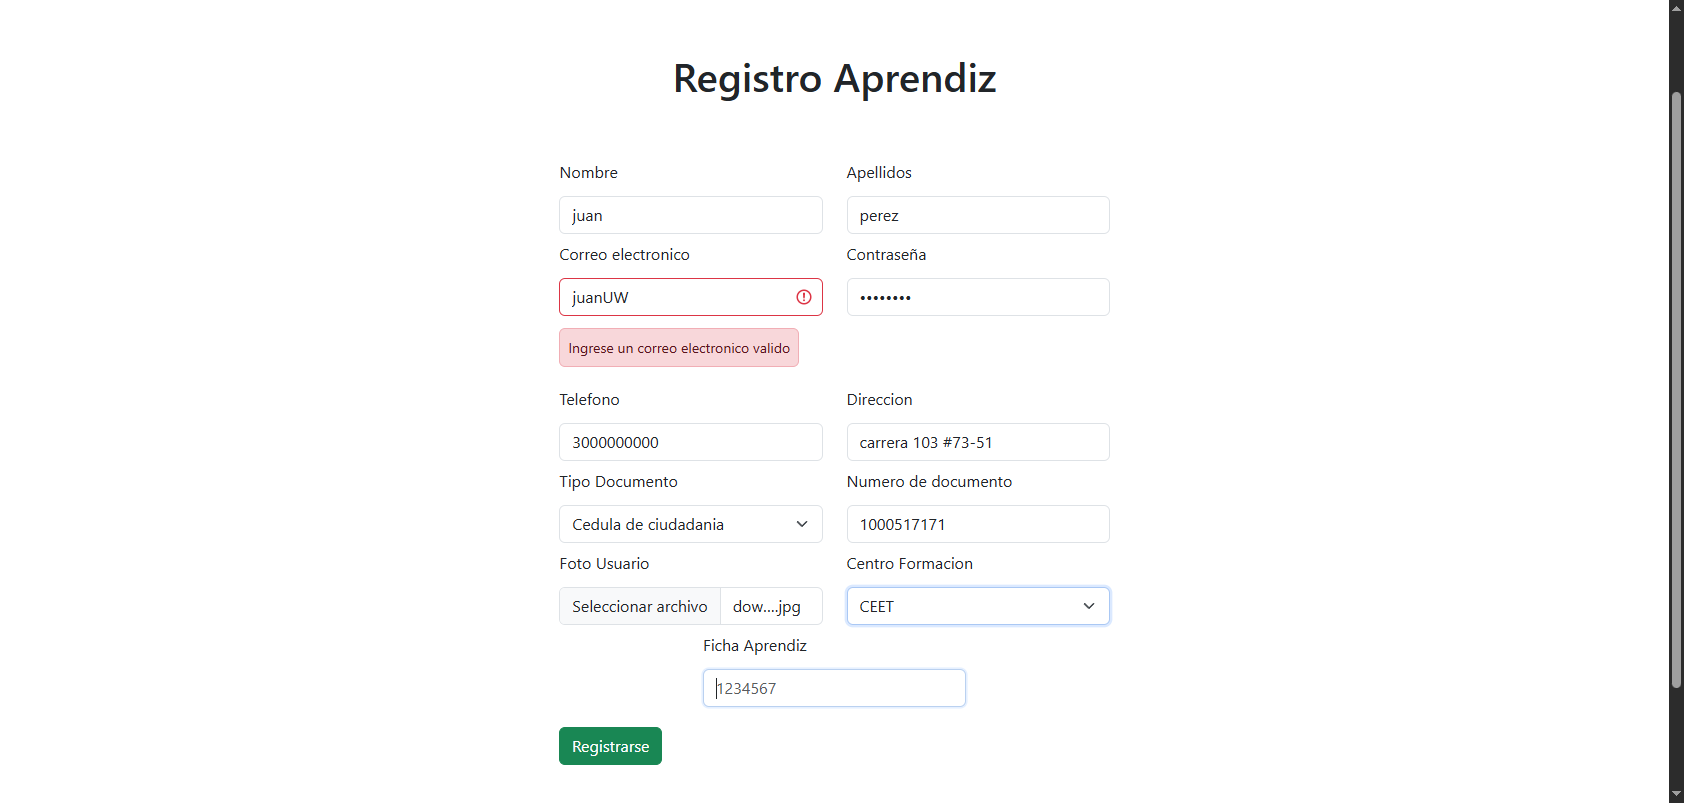 Registro Aprendiz
Nombre
Apellidos
juan
perez
Correo electronico
Contraseña
juanUW
••••••••
Ingrese un correo electronico valido
Telefono
Direccion
3000000000
carrera 103 #73-51
Tipo Documento
Numero de documento
Cedula de ciudadania
1000517171
Foto Usuario
Centro Formacion
Seleccionar archivo
dow....jpg
CEET
Ficha Aprendiz
1234567
Registrarse